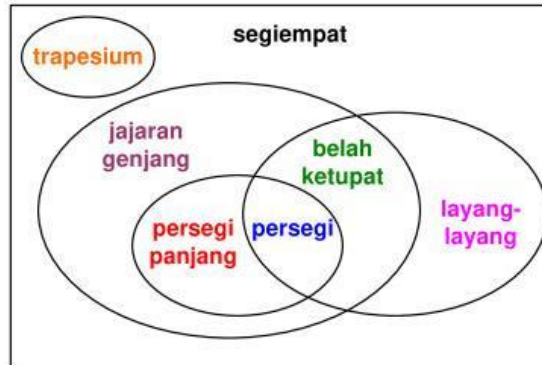 segiempat
trapesium
jajaran
genjang
belah
ketupat
layang-
layang
persegi
panjang
persegi